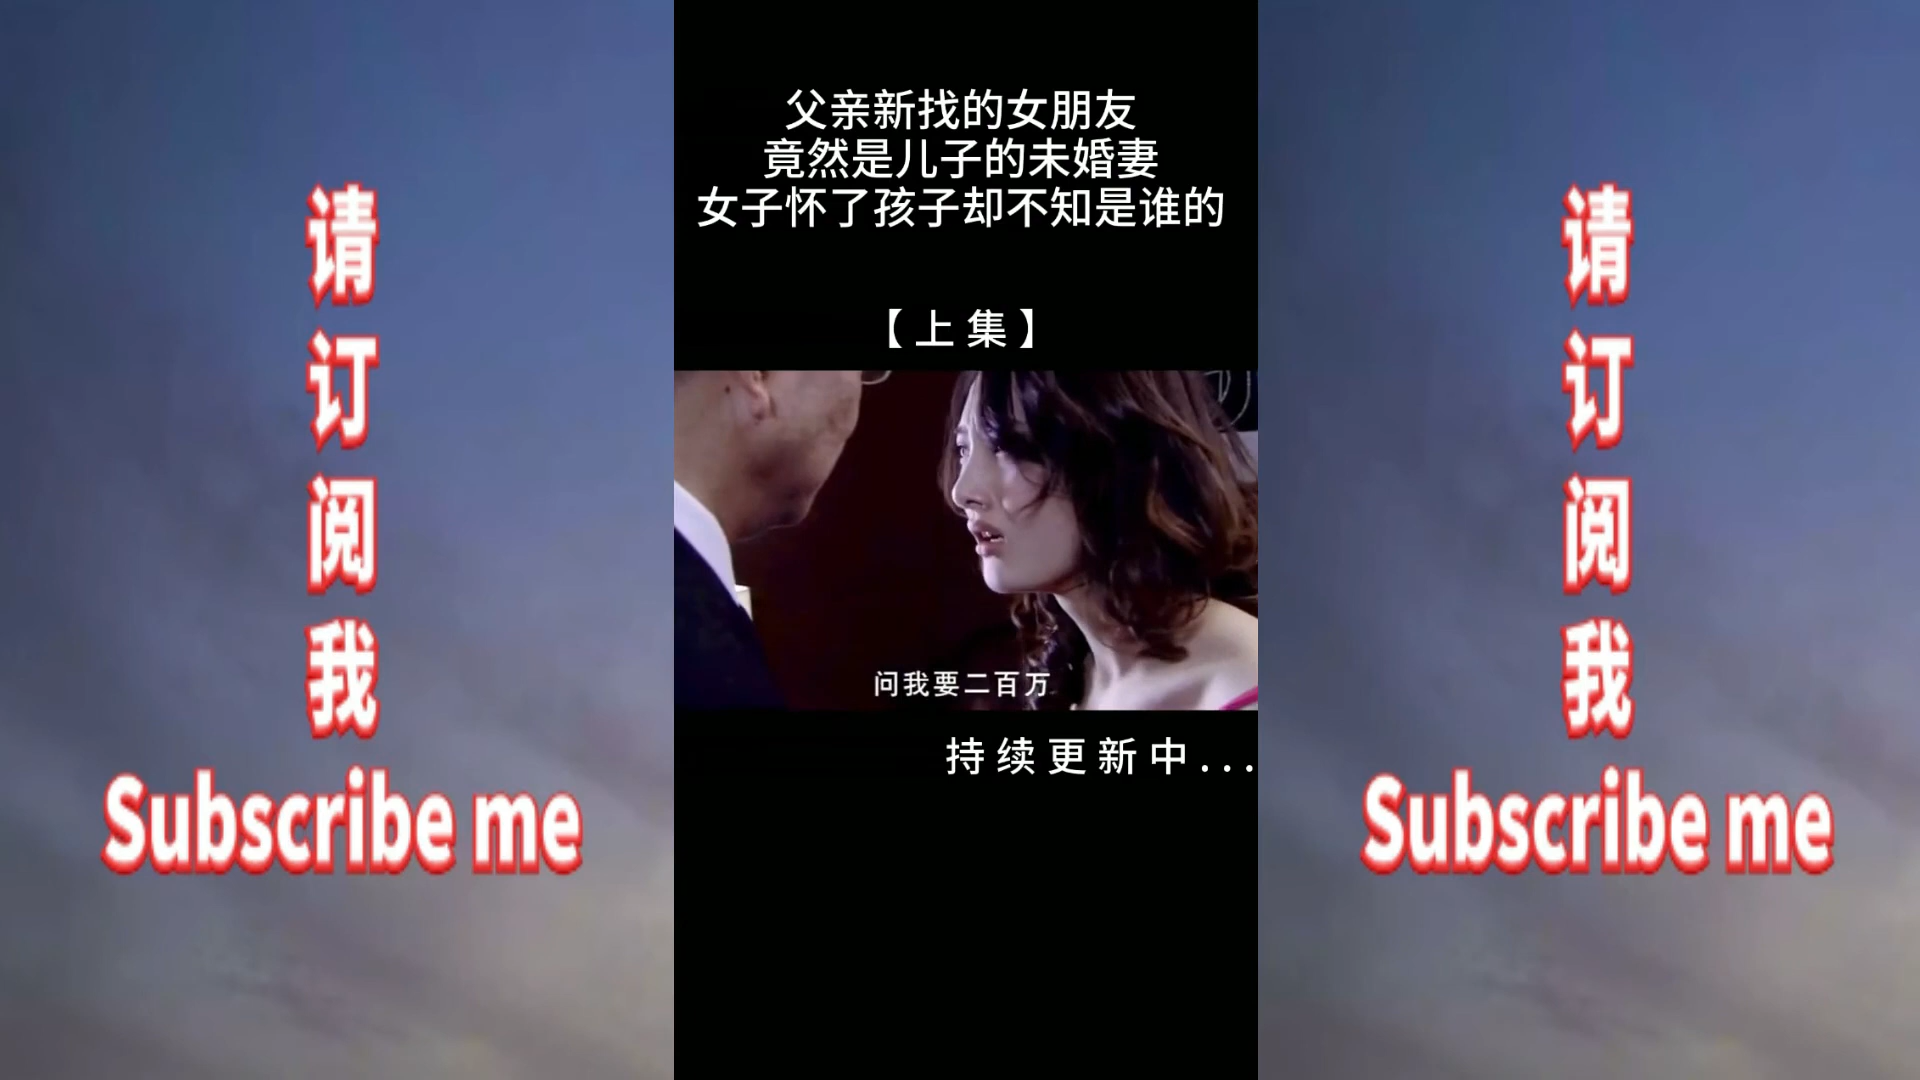 请
订
阅
我
Subscribe me
父亲新找的女朋友
竟然是儿子的未婚妻
女子怀了孩子却不知是谁的
【上集】
问我要二百万
持续更新中...
请
订
阅
我
Subscribe me